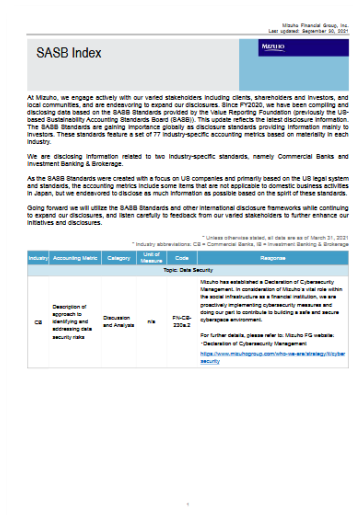 Mizuho Financial Group, Inc.
Last updated: September 30, 2021
SASB Index
MIZUHO
At Mizuho, we engage actively with our varied stakeholders including clients, shareholders and investors, and
local communities, and are endeavoring to expand our disclosures. Since FY2020, we have been compiling and
disclosing data based on the SASB Standards provided by the Value Reporting Foundation (previously the US-
based Sustainability Accounting Standards Board (SASB)). This update reflects the latest disclosure information.
The SASB Standards are gaining importance globally as disclosure standards providing information mainly to
investors. These standards feature a set of 77 industry-specific accounting metrics based on materiality in each
industry.
We are disclosing information related to two industry-specific standards, namely Commercial Banks and
Investment Banking & Brokerage.
As the SASB Standards were created with a focus on US companies and primarily based on the US legal system
and standards, the accounting metrics include some items that are not applicable to domestic business activities
in Japan, but we endeavored to disclose as much information as possible based on the spirit of these standards.
Going forward we will utilize the SASB Standards and other international disclosure frameworks while continuing
to expand our disclosures, and listen carefully to feedback from our varied stakeholders to further enhance our
initiatives and disclosures.
* Unless otherwise stated, all data are as of March 31, 2021
* Industry abbreviations: CB = Commercial Banks, IB = Investment Banking & Brokerage
Industry Accounting Metric Category Unit of Measure Code Response
Topic: Data Security
CB
Description of
approach to
identifying and
addressing data
security risks
Discussion
and Analysis
n/a
FN-CB-
230a.2
Mizuho has established a Declaration of Cybersecurity
Management. In consideration of Mizuho's vital role within
the social infrastructure as a financial institution, we are
proactively implementing cybersecurity measures and
doing our part to contribute to building a safe and secure
cyberspace environment.
For further details, please refer to: Mizuho FG website:
・Declaration of Cybersecurity Management
https://www.mizuhogroup.com/who-we-are/strategy/it/cyber
security